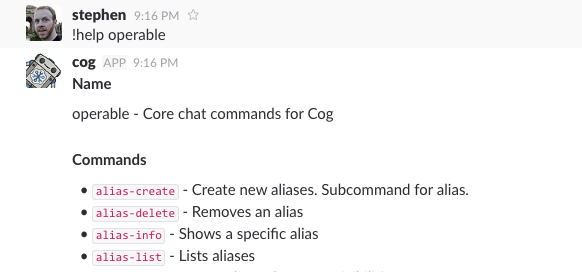 stephen 9:16 PM ☆
!help operable
cog APP 9:16 PM
Name
operable - Core chat commands for Cog
Commands
• alias-create - Create new aliases. Subcommand for alias.
• alias-delete - Removes an alias
• alias-info - Shows a specific alias
• alias-list - Lists aliases